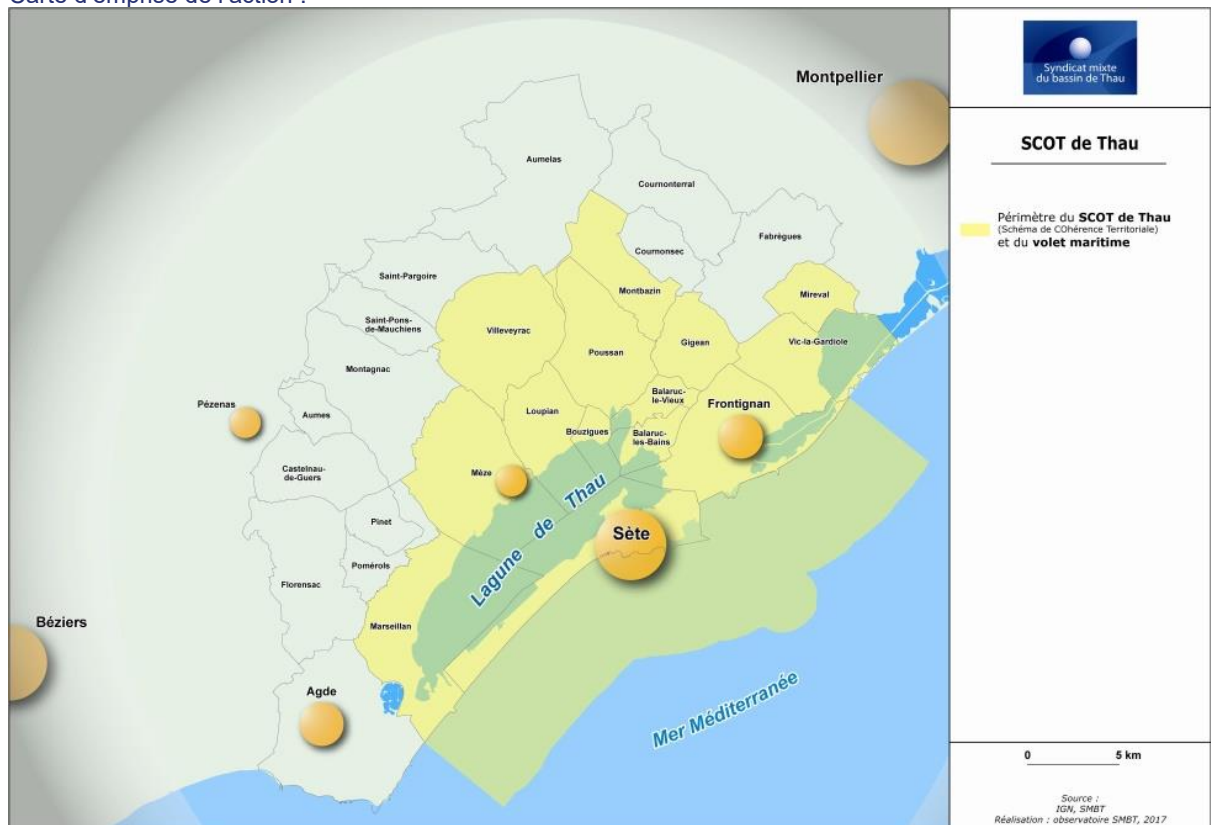 Carte d'emprise de l'action :
Montpellier
Aumelas
Cournonterral
Fabrègues
Cournonsec
Saint-Pargoire
Montbazin
Mireval
Saint-Pons-
de-Mauchiens
Villeveyrac
Poussan
Gigean
Vic-la-Gardiole
Montagnac
Pézenas
Aumes
Loupian
Balaruc-
le-Vieux
Frontignan
Bouzigues
Balaruc-
les-Bains
Castelnau-
de-Guers
Mèze
Lagune de Thau
Pinet
Sète
Pomérols
Florensac
Marseillan
Béziers
Agde
Mer Méditerranée
Syndicat mixte
du bassin de Thau
SCOT de Thau
Périmètre du SCOT de Thau
(Schéma de COhérence Territoriale)
et du volet maritime
0 5 km
Source :
IGN, SMBT
Réalisation : observatoire SMBT, 2017